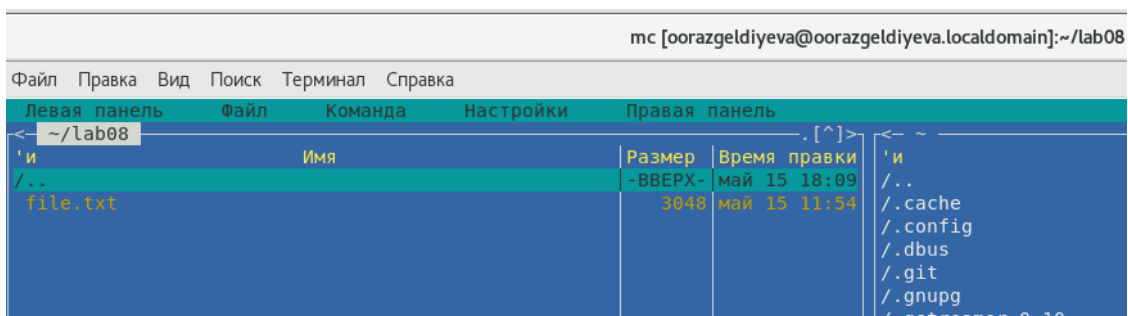 mc [oorazgeldiyeva@oorazgeldiyeva.localdomain]:~/lab08
Файл Правка Вид Поиск Терминал Справка
Левая панель Файл Команда Настройки Правая панель
<─ ~/lab08 .[^]> <─ ~
'и Имя Размер Время правки 'и
/.. -ВВЕРХ- май 15 18:09 /..
file.txt 3048 май 15 11:54 /.cache
/.config
/.dbus
/.git
/.gnupg